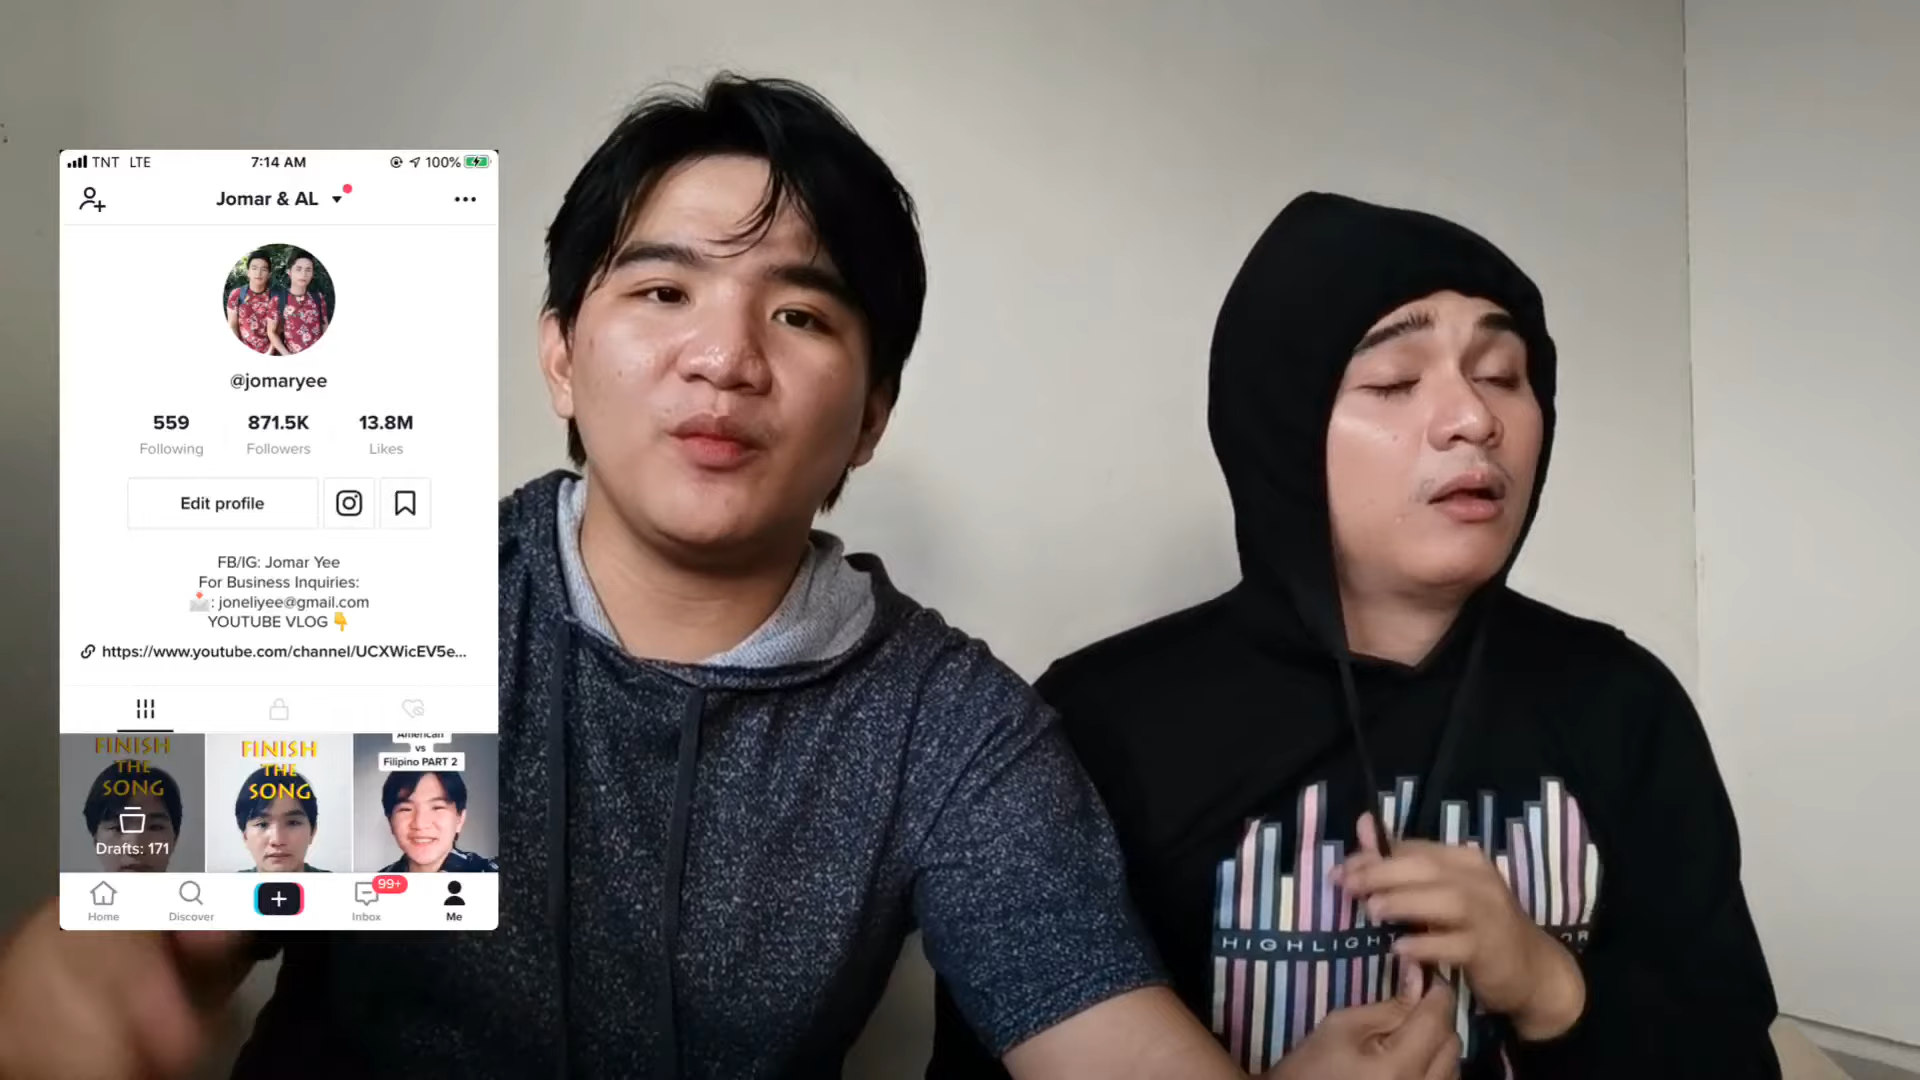 TNT LTE 7:14 AM 100%
Jomar & AL
@jomaryee
559 871.5K 13.8M
Following Followers Likes
Edit profile
FB/IG: Jomar Yee
For Business Inquiries:
: joneliyee@gmail.com
YOUTUBE VLOG
https://www.youtube.com/channel/UCXWicEV5e...
FINISH
THE
SONG
Drafts: 171
FINISH
THE
SONG
American
vs
Filipino PART 2
99+
Home Discover Inbox Me
HIGHLIGHT